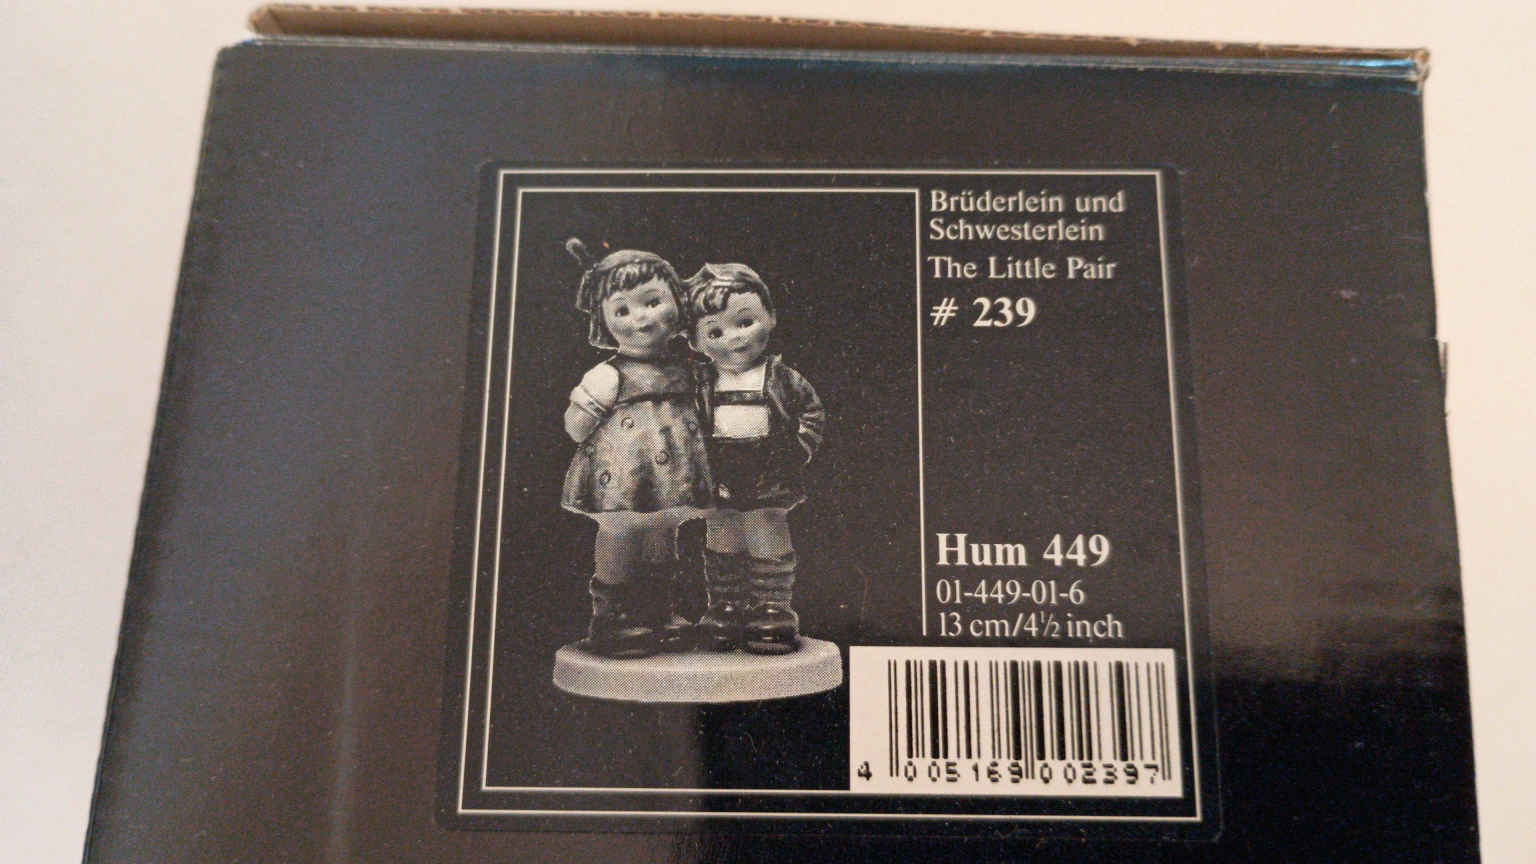 Brüderlein und
Schwesterlein
The Little Pair
# 239
Hum 449
01-449-01-6
13 cm/4½ inch
4 005169 002397